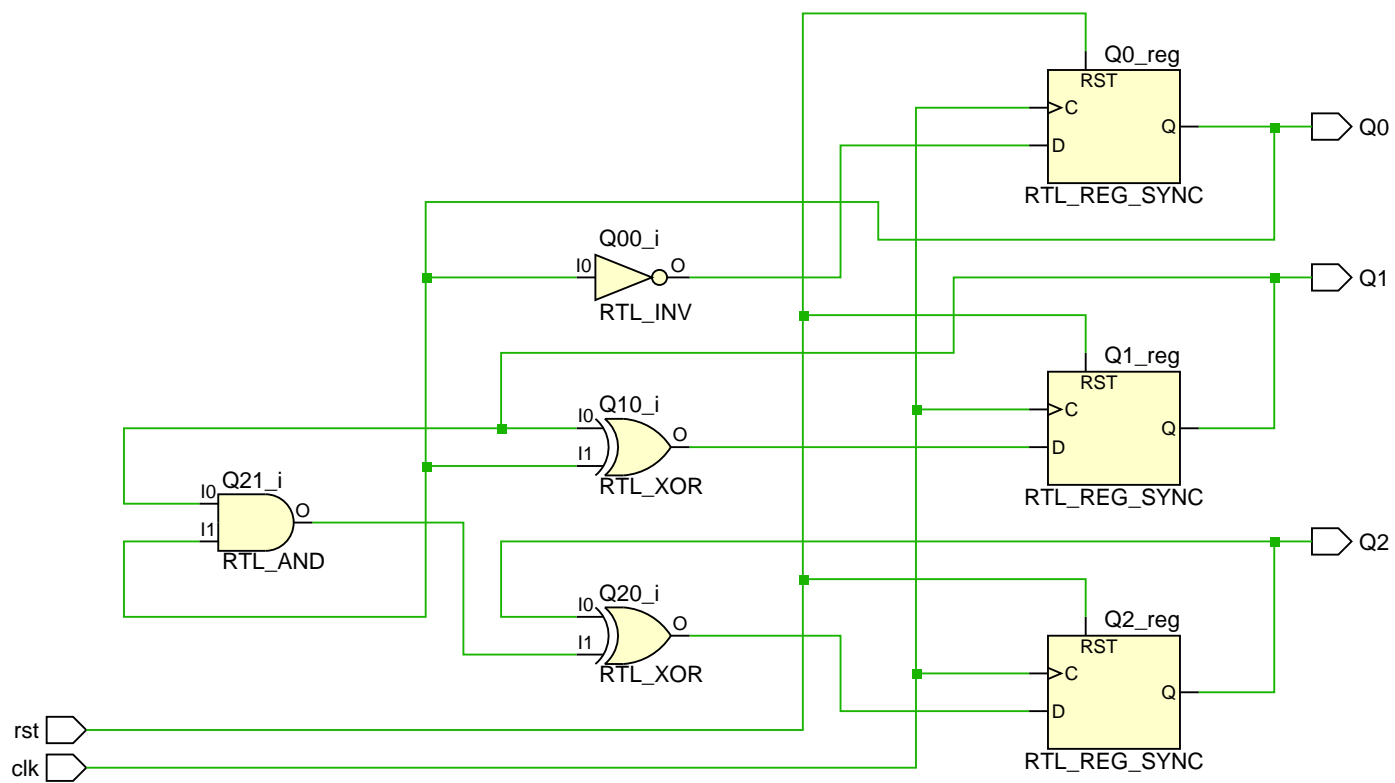 Q0_reg
RST
C
Q
Q0
D
RTL_REG_SYNC
Q00_i
I0
O
RTL_INV
Q1
Q1_reg
RST
C
Q
D
RTL_REG_SYNC
Q10_i
I0
O
I1
RTL_XOR
Q21_i
I0
O
I1
RTL_AND
Q2
Q20_i
I0
O
I1
RTL_XOR
Q2_reg
RST
C
Q
D
RTL_REG_SYNC
rst
clk